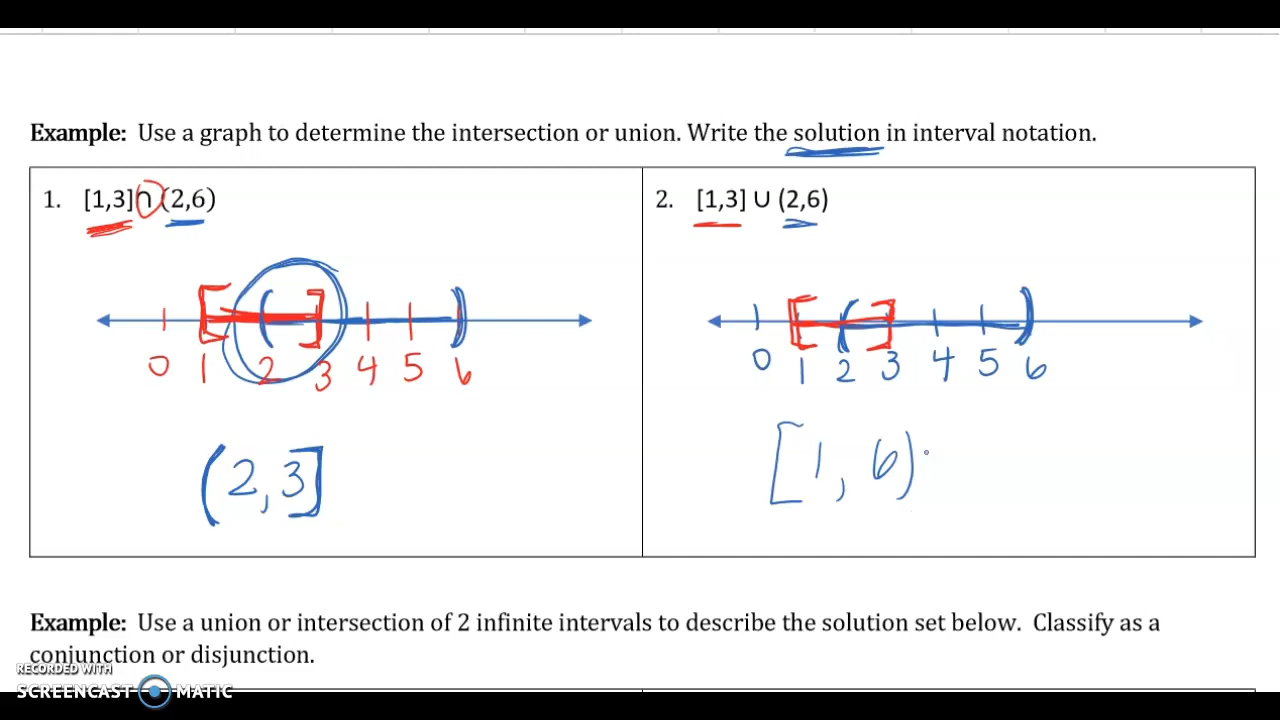 Example: Use a graph to determine the intersection or union. Write the solution in interval notation.
1. [1,3]∩(2,6)
0 1 2 3 4 5 6
(2,3]
2. [1,3] ∪ (2,6)
0 1 2 3 4 5 6
[1, 6)
Example: Use a union or intersection of 2 infinite intervals to describe the solution set below. Classify as a
conjunction or disjunction.
RECORDED WITH
SCREENCAST MATIC